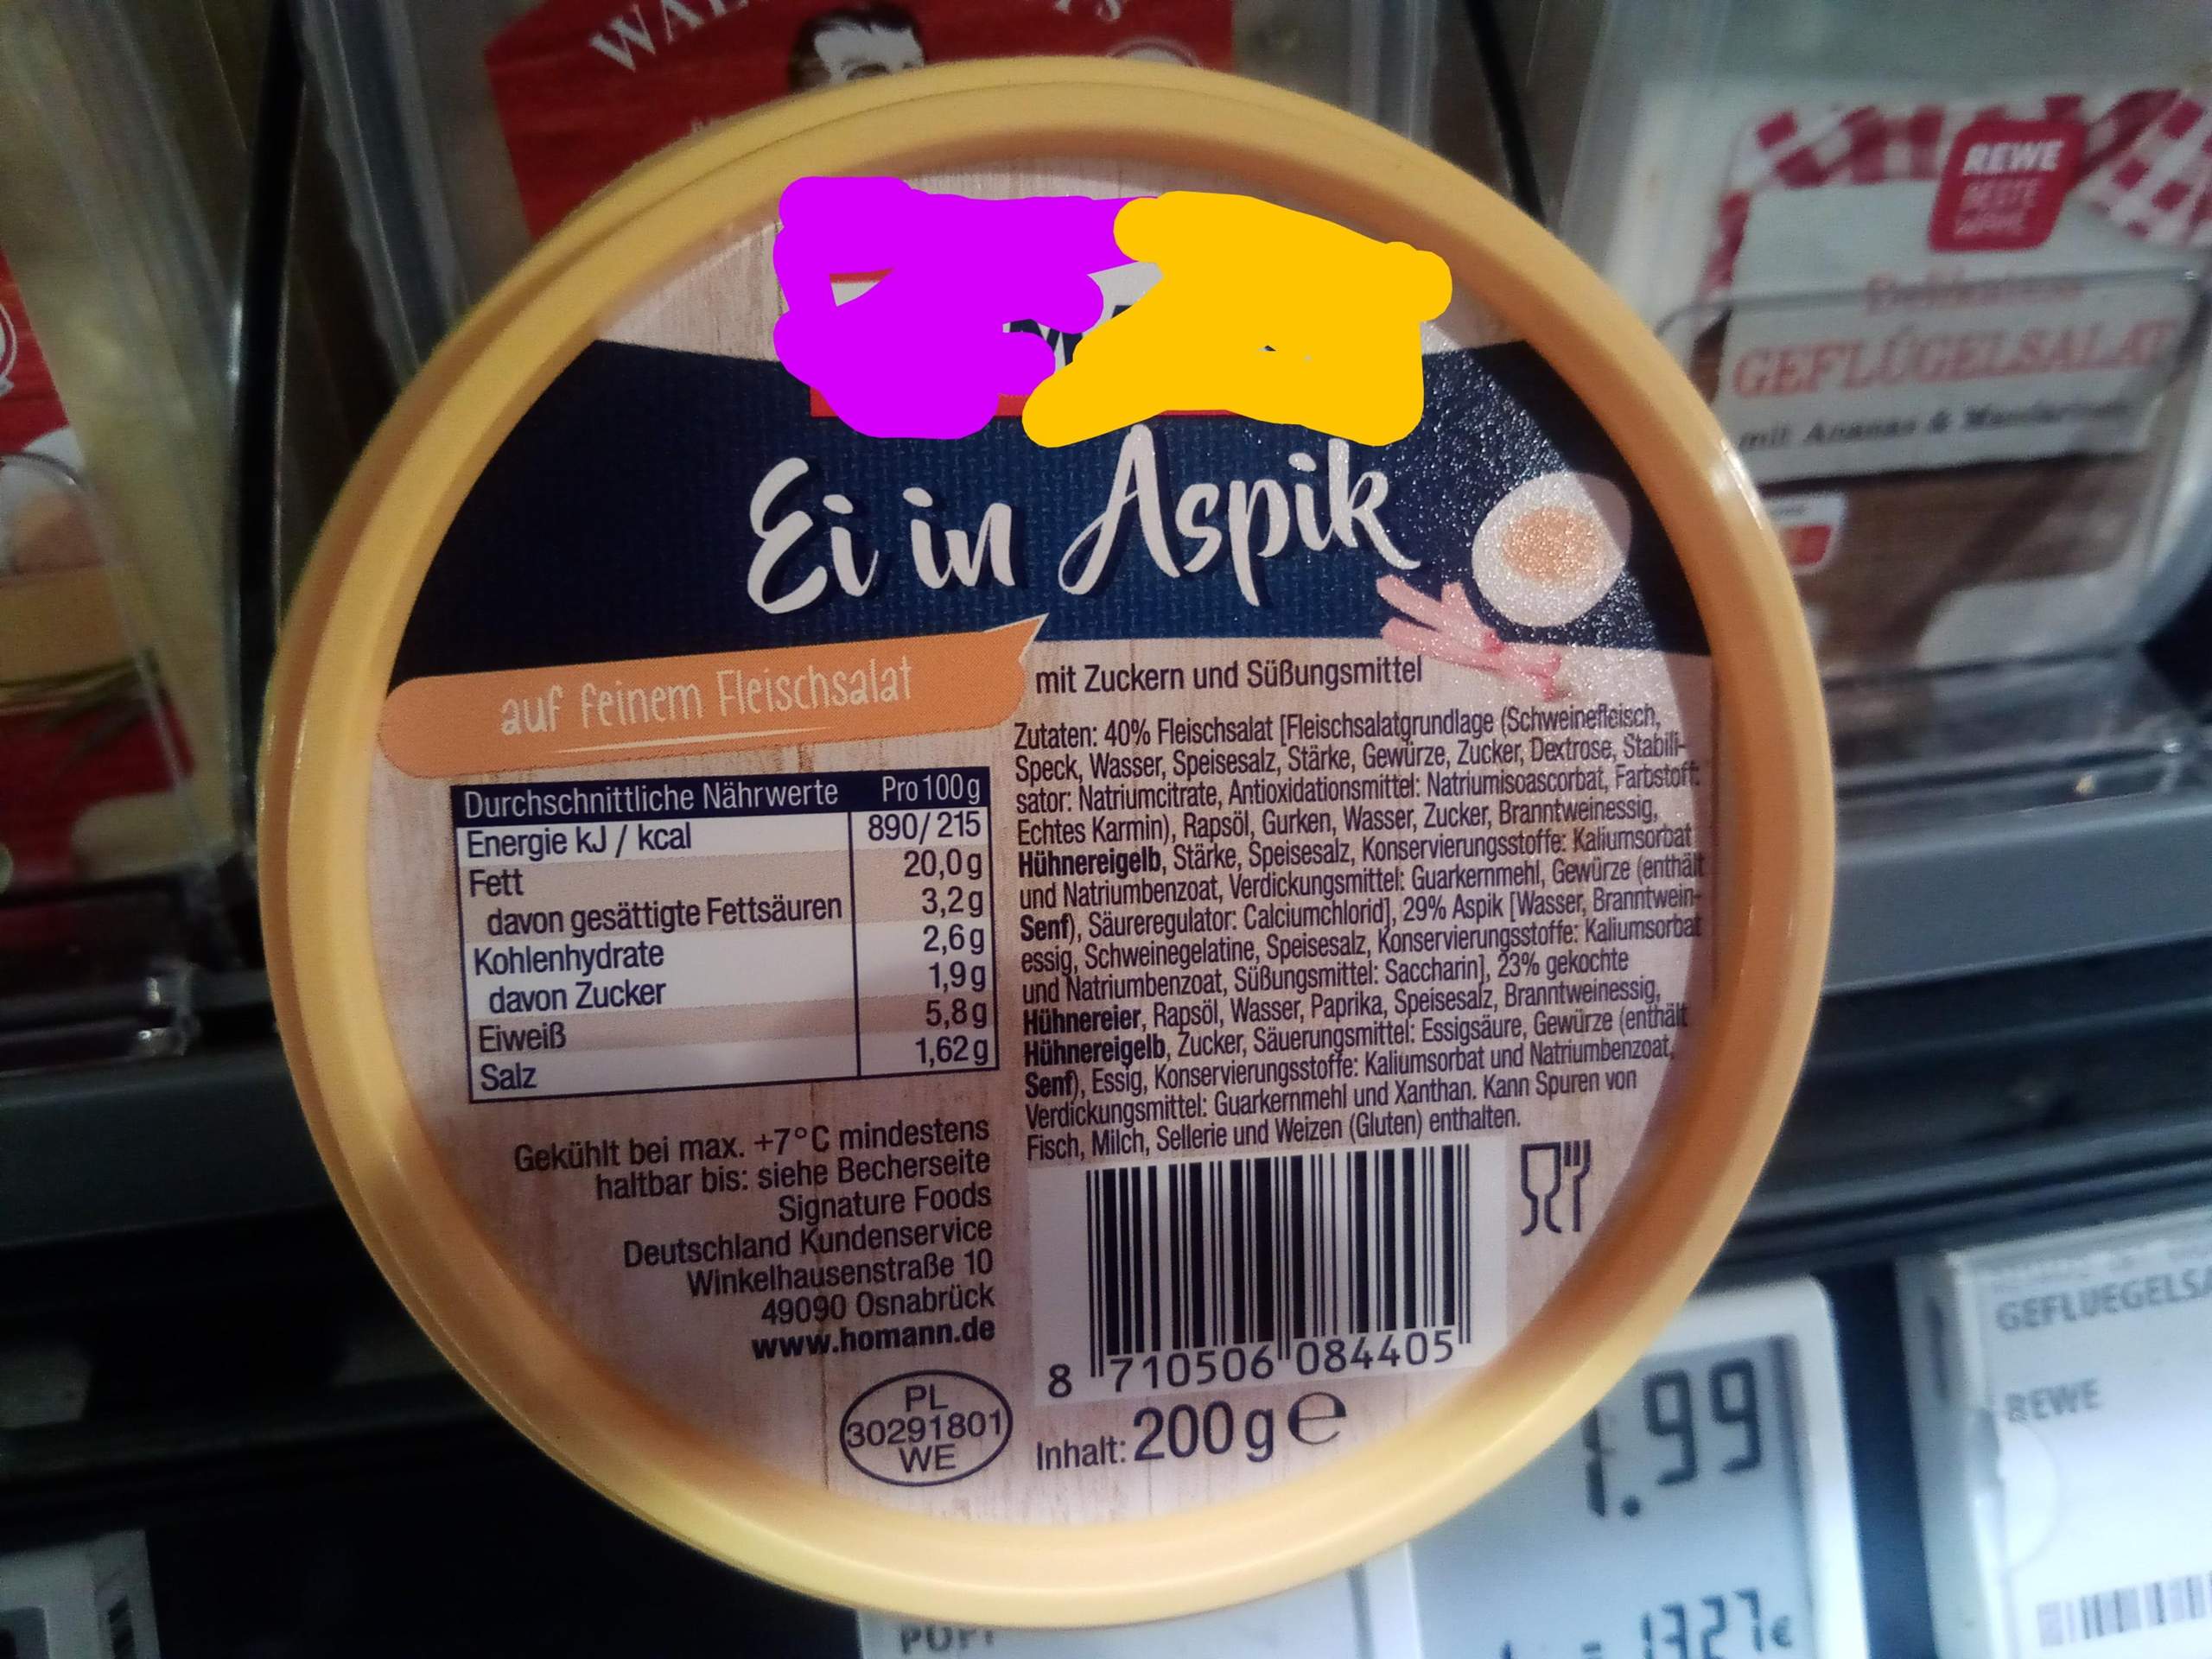 REWE
BESTE
WAHL
GEFLÜGELSALAT
mit Ananas &
Ei in Aspik
auf feinem Fleischsalat
mit Zuckern und Süßungsmittel
Durchschnittliche Nährwerte Pro 100 g
Energie kJ / kcal 890/ 215
Fett 20,0 g
davon gesättigte Fettsäuren 3,2 g
Kohlenhydrate 2,6 g
davon Zucker 1,9 g
Eiweiß 5,8 g
Salz 1,62 g
Zutaten: 40% Fleischsalat [Fleischsalatgrundlage (Schweinefleisch,
Speck, Wasser, Speisesalz, Stärke, Gewürze, Zucker, Dextrose, Stabili-
sator: Natriumcitrate, Antioxidationsmittel: Natriumisoascorbat, Farbstoff:
Echtes Karmin), Rapsöl, Gurken, Wasser, Zucker, Branntweinessig,
Hühnereigelb, Stärke, Speisesalz, Konservierungsstoffe: Kaliumsorbat
und Natriumbenzoat, Verdickungsmittel: Guarkernmehl, Gewürze (enthält
Senf), Säureregulator: Calciumchlorid], 29% Aspik [Wasser, Branntwein-
essig, Schweinegelatine, Speisesalz, Konservierungsstoffe: Kaliumsorbat
und Natriumbenzoat, Süßungsmittel: Saccharin], 23% gekochte
Hühnereier, Rapsöl, Wasser, Paprika, Speisesalz, Branntweinessig,
Hühnereigelb, Zucker, Säuerungsmittel: Essigsäure, Gewürze (enthält
Senf), Essig, Konservierungsstoffe: Kaliumsorbat und Natriumbenzoat,
Verdickungsmittel: Guarkernmehl und Xanthan. Kann Spuren von
Fisch, Milch, Sellerie und Weizen (Gluten) enthalten.
Gekühlt bei max. +7°C mindestens
haltbar bis: siehe Becherseite
Signature Foods
Deutschland Kundenservice
Winkelhausenstraße 10
49090 Osnabrück
www.homann.de
PL
30291801
WE
8 710506 084405
Inhalt: 200 g e
1.99
REWE